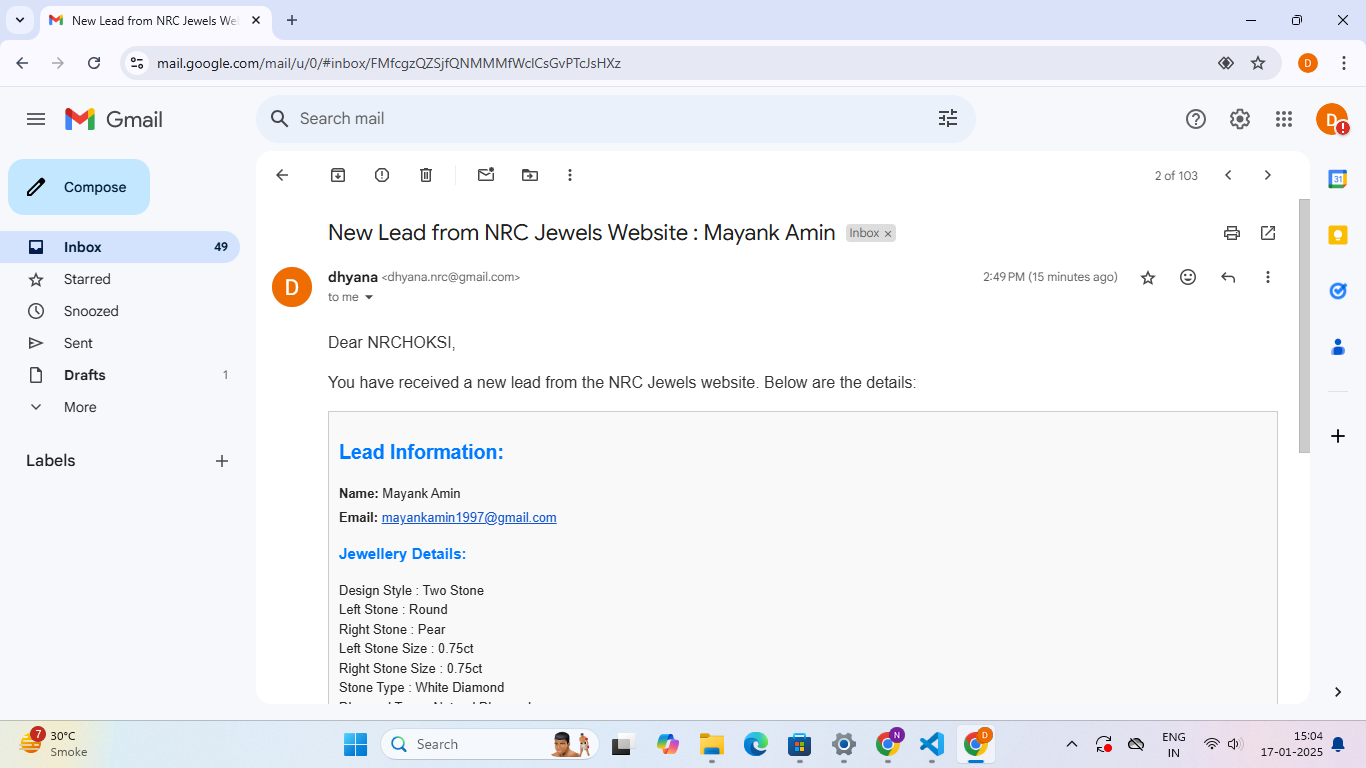 New Lead from NRC Jewels We
mail.google.com/mail/u/0/#inbox/FMfcgzQZSjfQNMMMfWclCsGvPTcJsHXz
D
Gmail
Search mail
D
Compose
2 of 103
31
Inbox 49
Starred
Snoozed
Sent
Drafts 1
More
Labels
New Lead from NRC Jewels Website : Mayank Amin Inbox ×
D
dhyana <dhyana.nrc@gmail.com> 2:49 PM (15 minutes ago)
to me
Dear NRCHOKSI,
You have received a new lead from the NRC Jewels website. Below are the details:
Lead Information:
Name: Mayank Amin
Email: mayankamin1997@gmail.com
Jewellery Details:
Design Style : Two Stone
Left Stone : Round
Right Stone : Pear
Left Stone Size : 0.75ct
Right Stone Size : 0.75ct
Stone Type : White Diamond
7
30°C
Smoke
Search
N
D
ENG
IN
15:04
17-01-2025